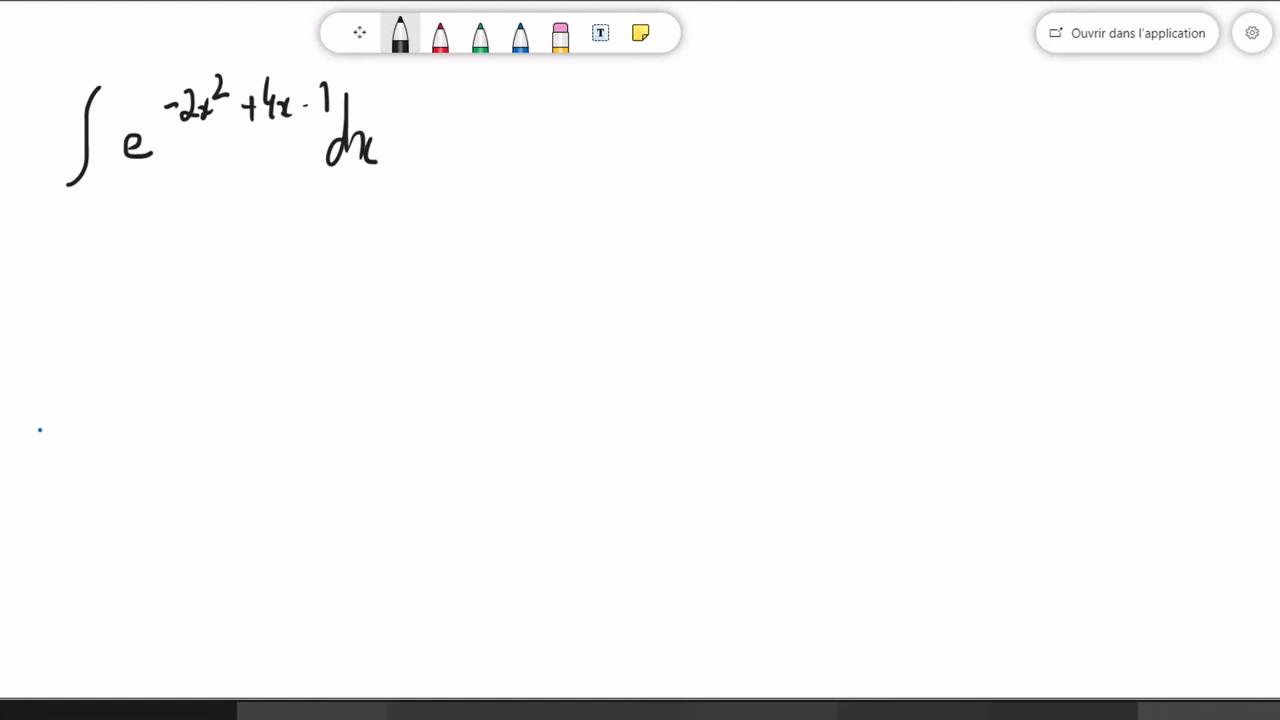 T
Ouvrir dans l'application
∫ e^{-2x² + 4x - 1} dx